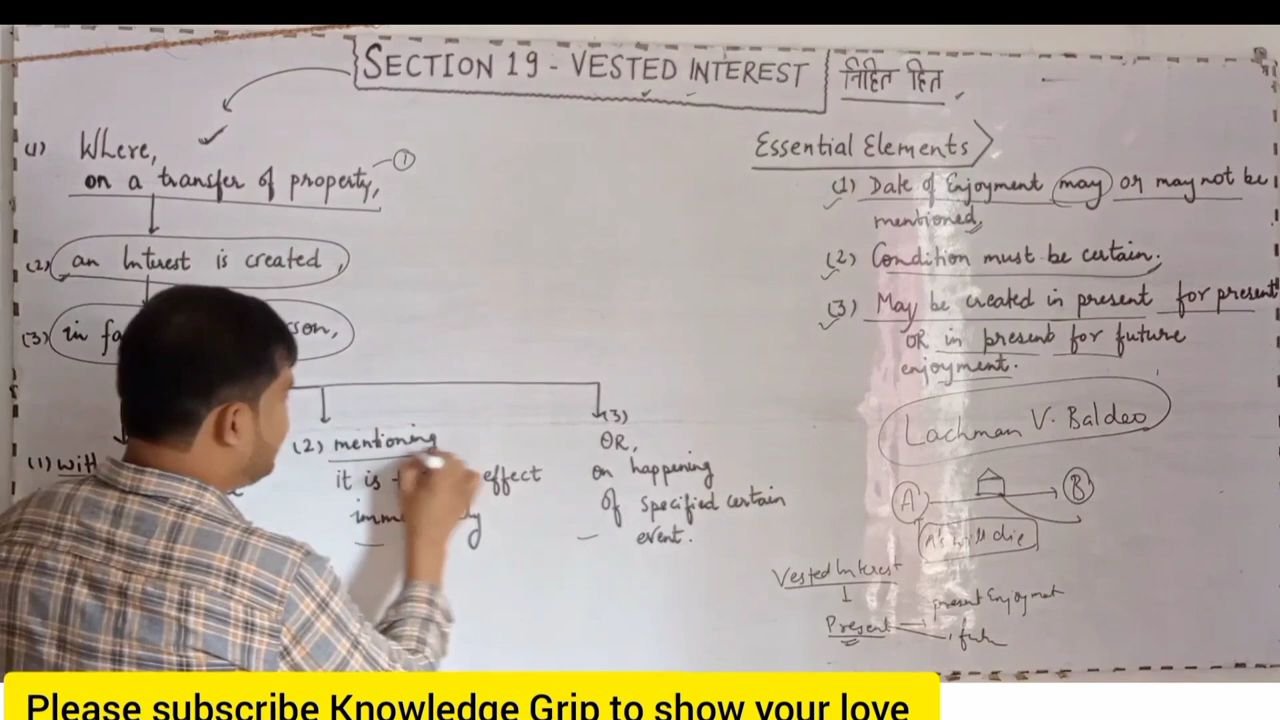 SECTION 19 - VESTED INTEREST
निहित हित
(1) Where,
on a transfer of property, ①
(2) an Interest is created,
(3) in
(1)
(2) mentioning
it is effect
(3)
OR,
on happening
of specified certain
event.
Essential Elements
(1) Date of Enjoyment may or may not be
mentioned.
(2) Condition must be certain.
(3) May be created in present for present
OR in present for future
enjoyment.
Lachman V. Baldeo
A B
A's will die
Vested Interest
Present
present Enjoyment
Please subscribe Knowledge Grip to show your love